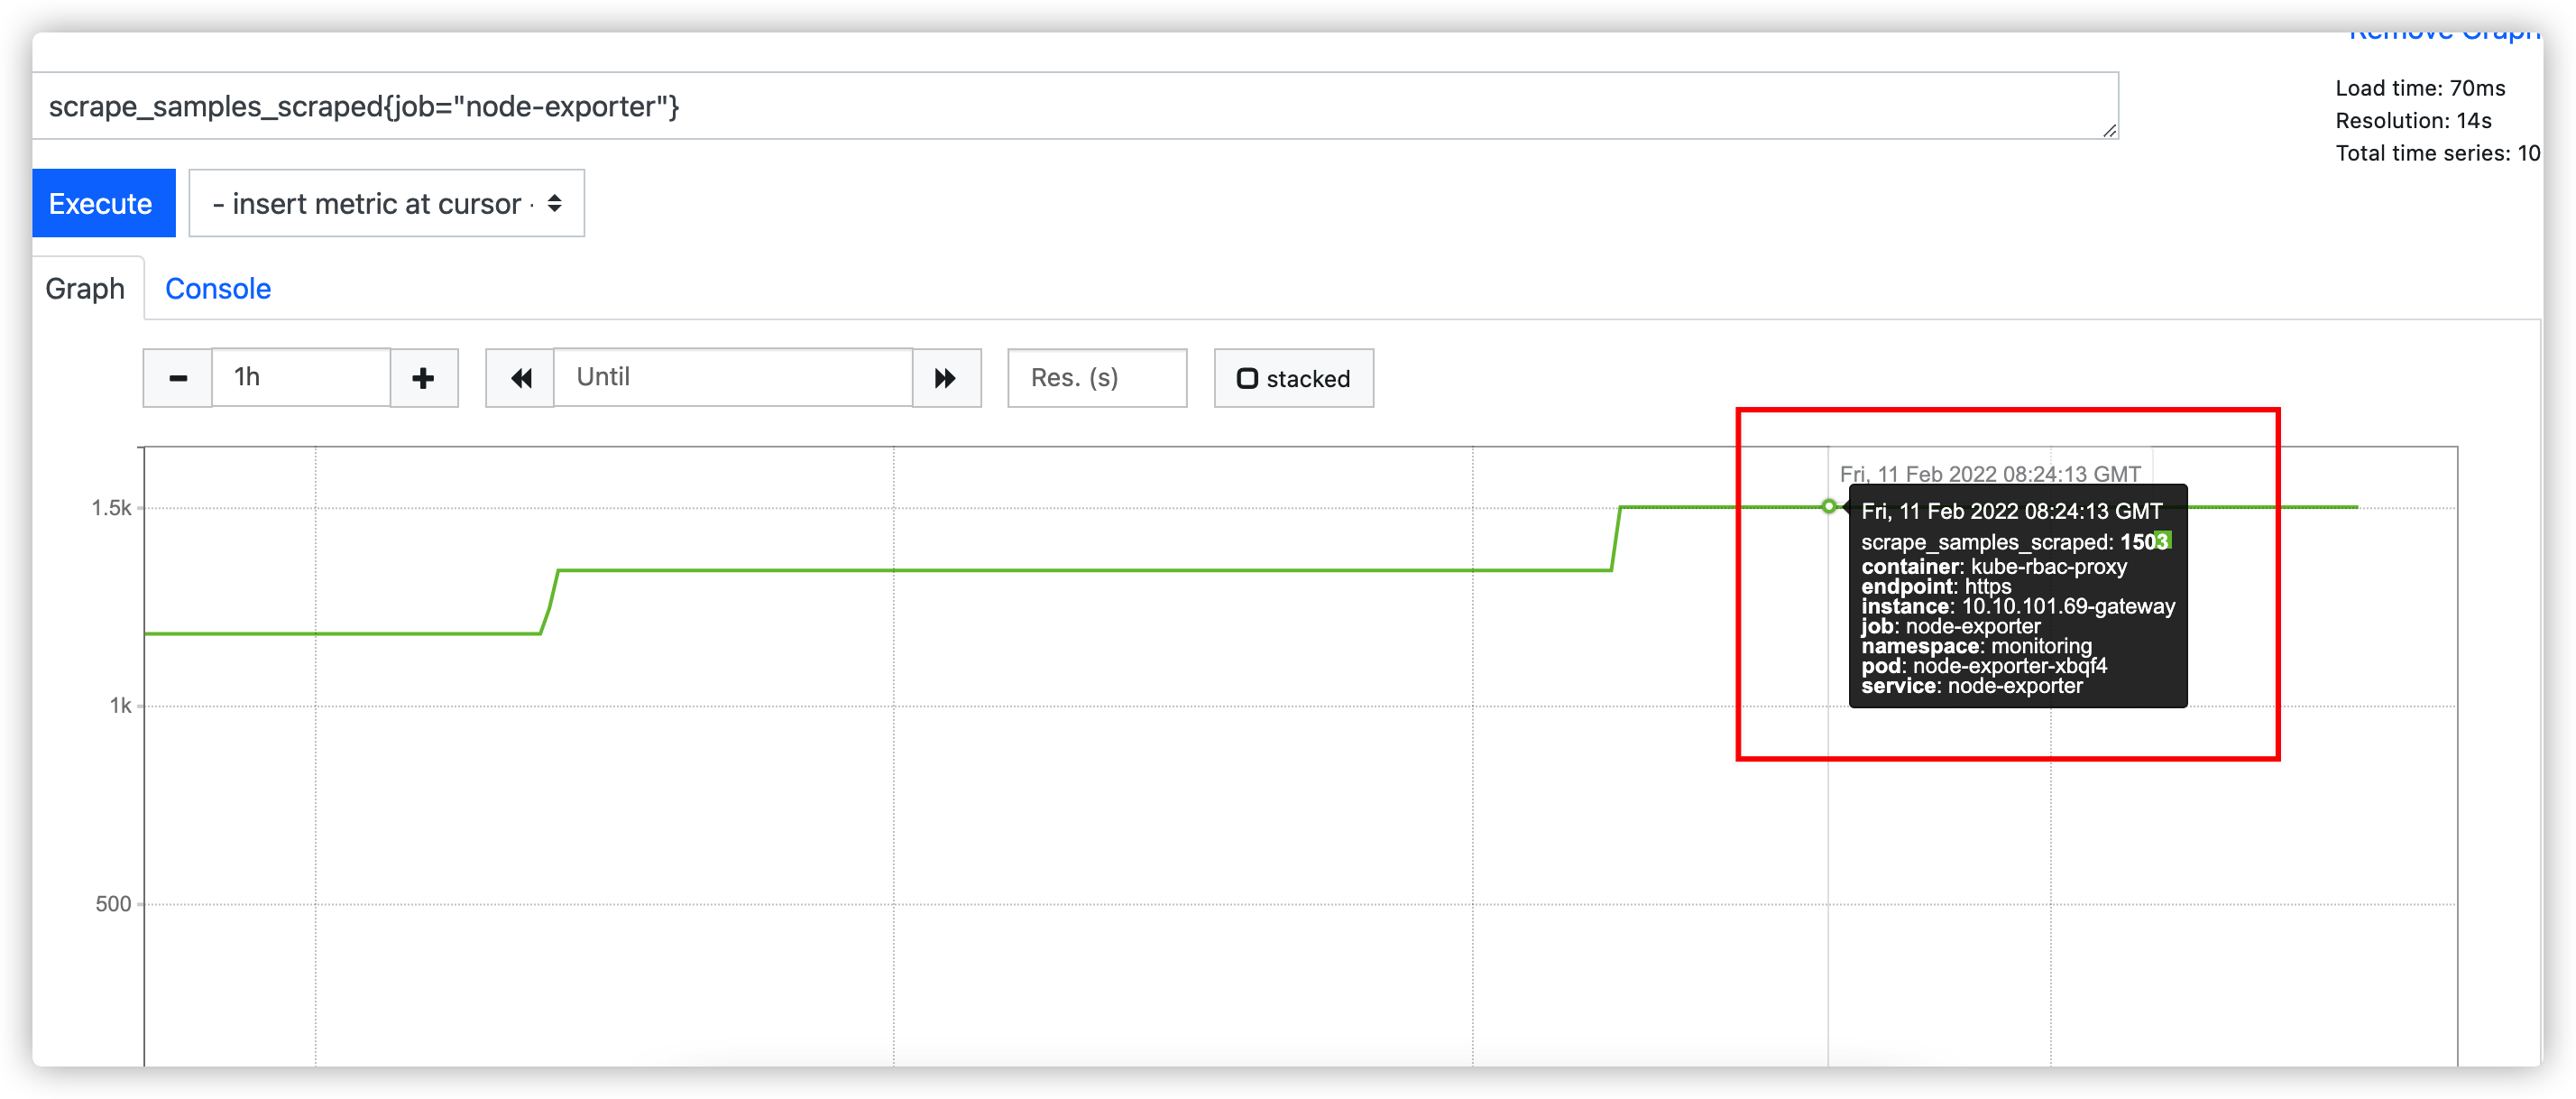 Remove Graph
scrape_samples_scraped{job="node-exporter"}
Load time: 70ms
Resolution: 14s
Total time series: 10
Execute
- insert metric at cursor -
Graph
Console
1h
Until
Res. (s)
stacked
Fri, 11 Feb 2022 08:24:13 GMT
1.5k
Fri, 11 Feb 2022 08:24:13 GMT
scrape_samples_scraped: 1503
container: kube-rbac-proxy
endpoint: https
instance: 10.10.101.69-gateway
job: node-exporter
namespace: monitoring
pod: node-exporter-xbqf4
service: node-exporter
1k
500